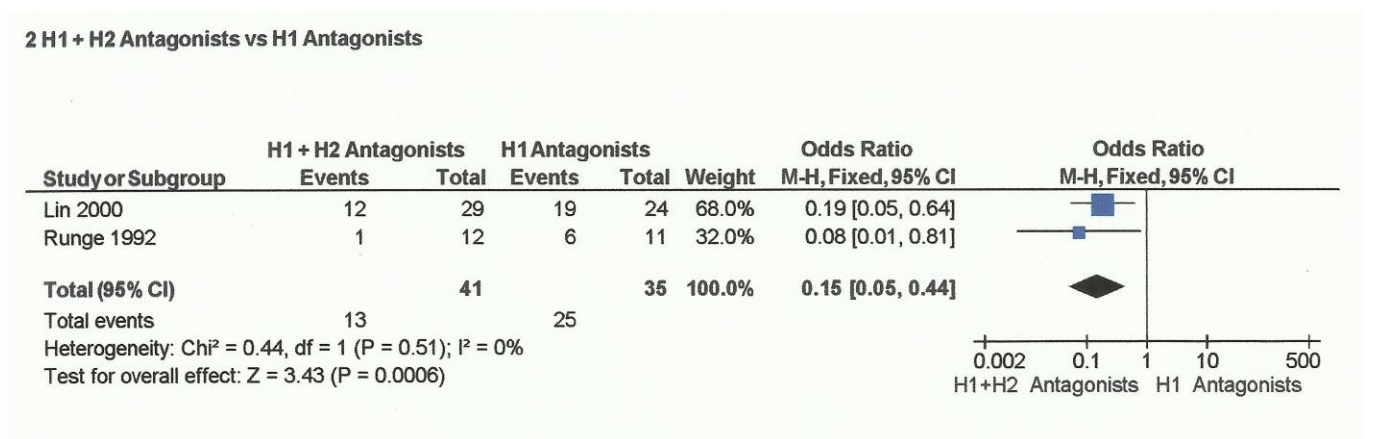 2 H1 + H2 Antagonists vs H1 Antagonists
H1 + H2 Antagonists H1 Antagonists Odds Ratio Odds Ratio
Study or Subgroup Events Total Events Total Weight M-H, Fixed, 95% CI M-H, Fixed, 95% CI
Lin 2000 12 29 19 24 68.0% 0.19 [0.05, 0.64]
Runge 1992 1 12 6 11 32.0% 0.08 [0.01, 0.81]
Total (95% CI) 41 35 100.0% 0.15 [0.05, 0.44]
Total events 13 25
Heterogeneity: Chi² = 0.44, df = 1 (P = 0.51); I² = 0%
Test for overall effect: Z = 3.43 (P = 0.0006)
0.002 0.1 1 10 500
H1+H2 Antagonists H1 Antagonists